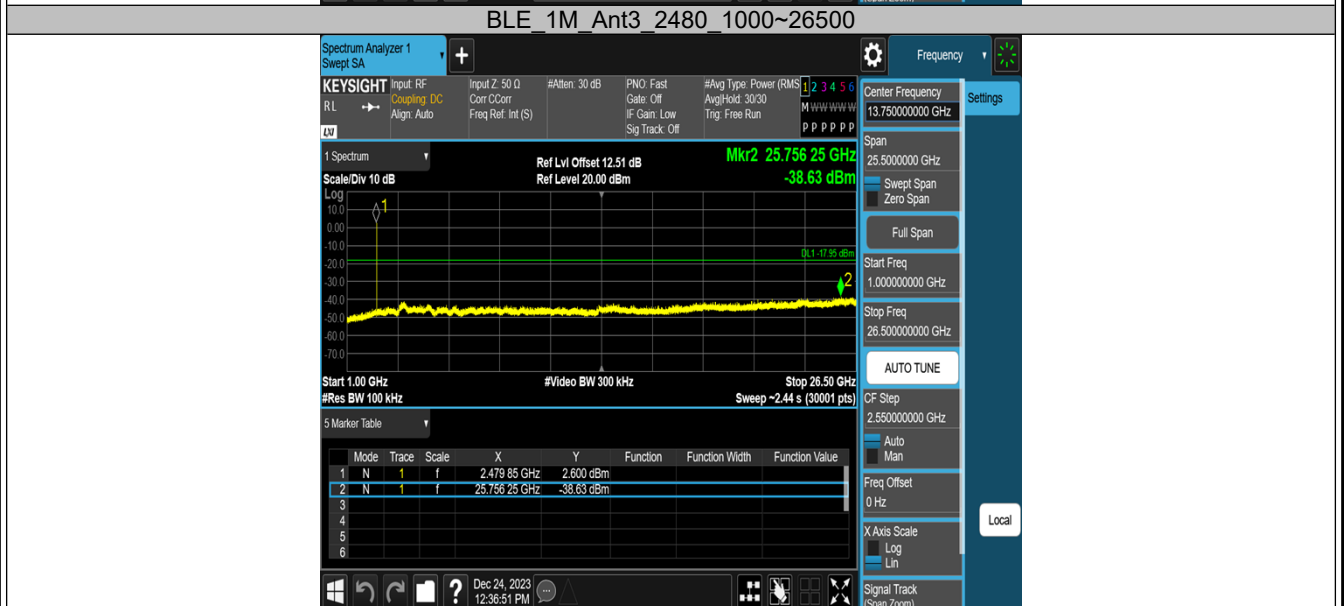 BLE_1M_Ant3_2480_1000~26500
Spectrum Analyzer 1
Swept SA
+
Frequency
KEYSIGHT
RL
LXI
Input: RF
Coupling: DC
Align: Auto
Input Z: 50 Ω
Corr CCorr
Freq Ref: Int (S)
#Atten: 30 dB
PNO: Fast
Gate: Off
IF Gain: Low
Sig Track: Off
#Avg Type: Power (RMS
Avg|Hold: 30/30
Trig: Free Run
1 2 3 4 5 6
M W W W W W
P P P P P P
Center Frequency
13.750000000 GHz
Settings
Span
25.5000000 GHz
Swept Span
Zero Span
Full Span
Start Freq
1.000000000 GHz
Stop Freq
26.500000000 GHz
AUTO TUNE
CF Step
2.550000000 GHz
Auto
Man
Freq Offset
0 Hz
Local
X Axis Scale
Log
Lin
Signal Track
(Span Zoom)
1 Spectrum
Scale/Div 10 dB
Ref Lvl Offset 12.51 dB
Ref Level 20.00 dBm
Mkr2 25.756 25 GHz
-38.63 dBm
Log
10.0
0.00
-10.0
-20.0
-30.0
-40.0
-50.0
-60.0
-70.0
1
DL1 -17.95 dBm
2
Start 1.00 GHz
#Res BW 100 kHz
#Video BW 300 kHz
Stop 26.50 GHz
Sweep ~2.44 s (30001 pts)
5 Marker Table
Mode Trace Scale X Y Function Function Width Function Value
1 N 1 f 2.479 85 GHz 2.600 dBm
2 N 1 f 25.756 25 GHz -38.63 dBm
3
4
5
6
?
Dec 24, 2023
12:36:51 PM